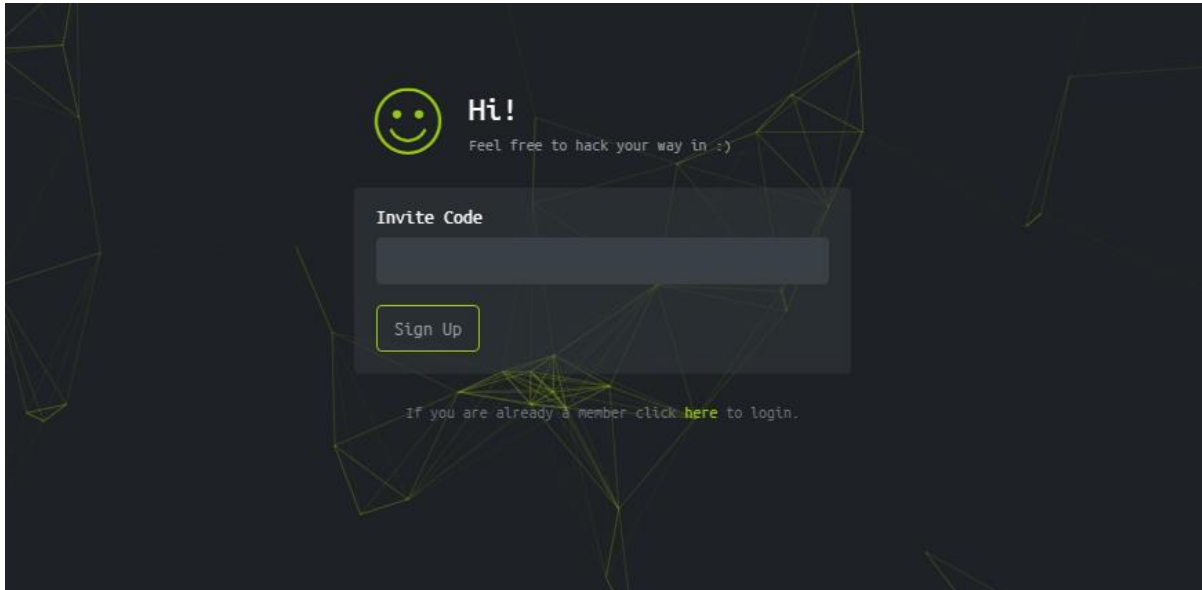 Hi!
Feel free to hack your way in :)
Invite Code
Sign Up
If you are already a member click here to login.